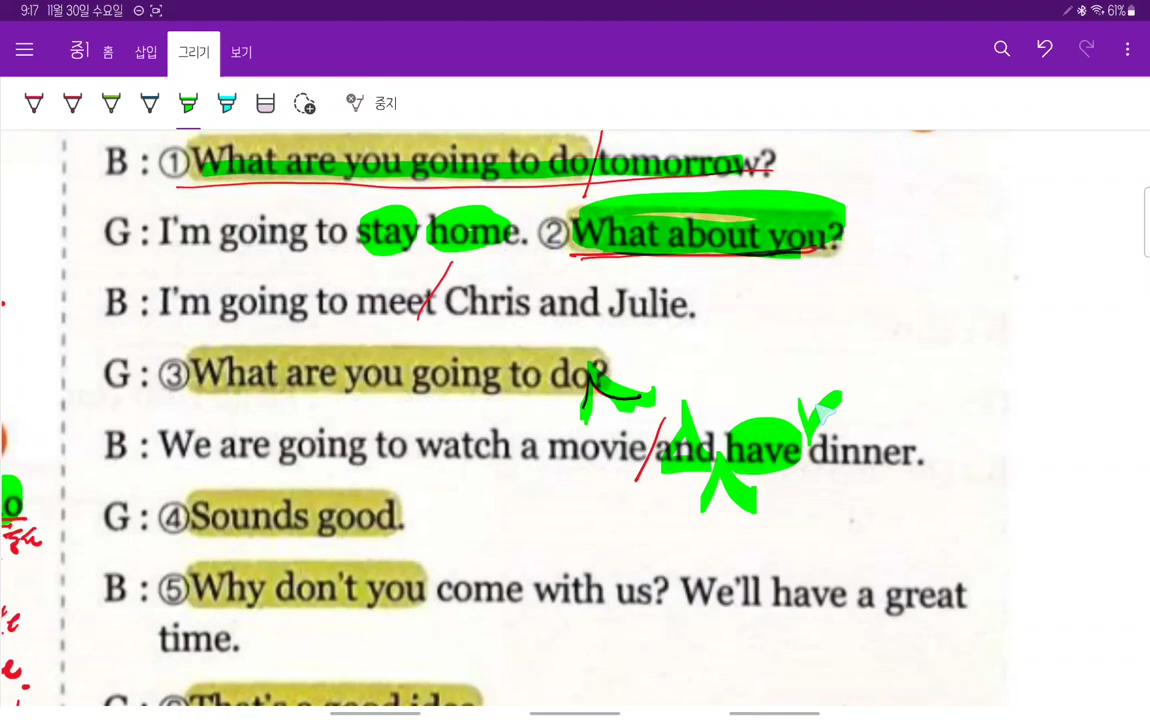 9:17 11월 30일 수요일
61%
중1 홈 삽입 그리기 보기
중지
B : ①What are you going to do tomorrow?
G : I'm going to stay home. ②What about you?
B : I'm going to meet Chris and Julie.
G : ③What are you going to do?
B : We are going to watch a movie and have dinner.
G : ④Sounds good.
B : ⑤Why don't you come with us? We'll have a great
time.
That's a good idea